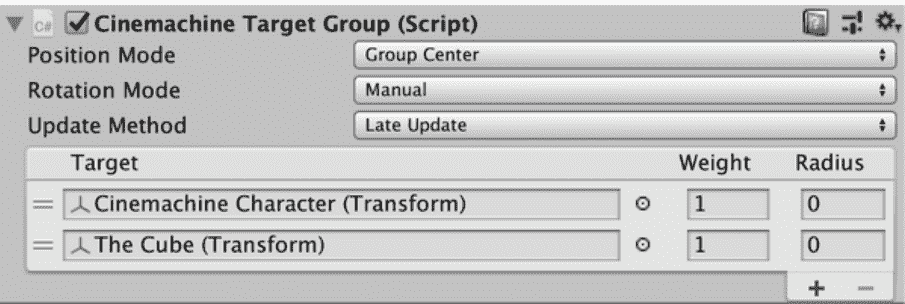 C# Cinemachine Target Group (Script)
Position Mode Group Center
Rotation Mode Manual
Update Method Late Update
Target Weight Radius
Cinemachine Character (Transform) 1 0
The Cube (Transform) 1 0
+ −